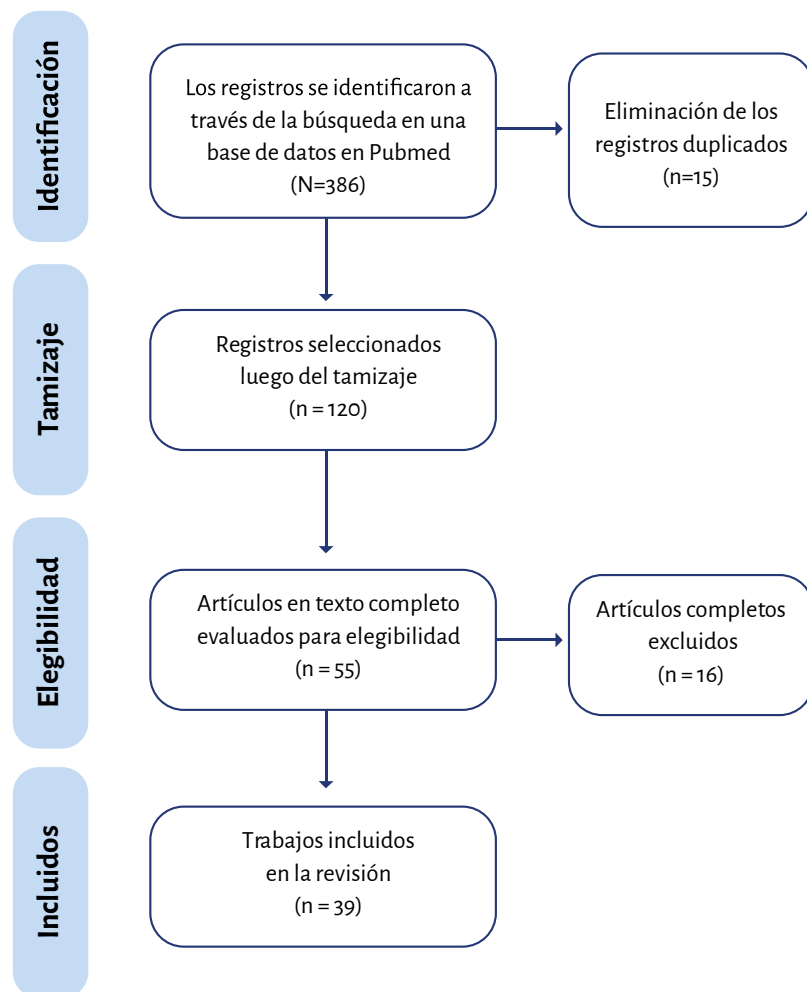 Identificación
Los registros se identificaron a
través de la búsqueda en una
base de datos en Pubmed
(N=386)
Eliminación de los
registros duplicados
(n=15)
Tamizaje
Registros seleccionados
luego del tamizaje
(n = 120)
Elegibilidad
Artículos en texto completo
evaluados para elegibilidad
(n = 55)
Artículos completos
excluidos
(n = 16)
Incluidos
Trabajos incluidos
en la revisión
(n = 39)